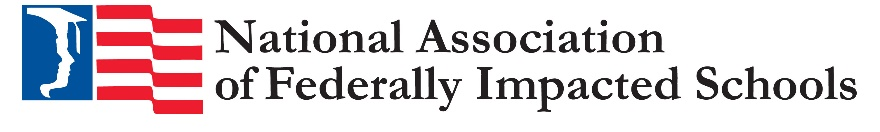 National Association
of Federally Impacted Schools